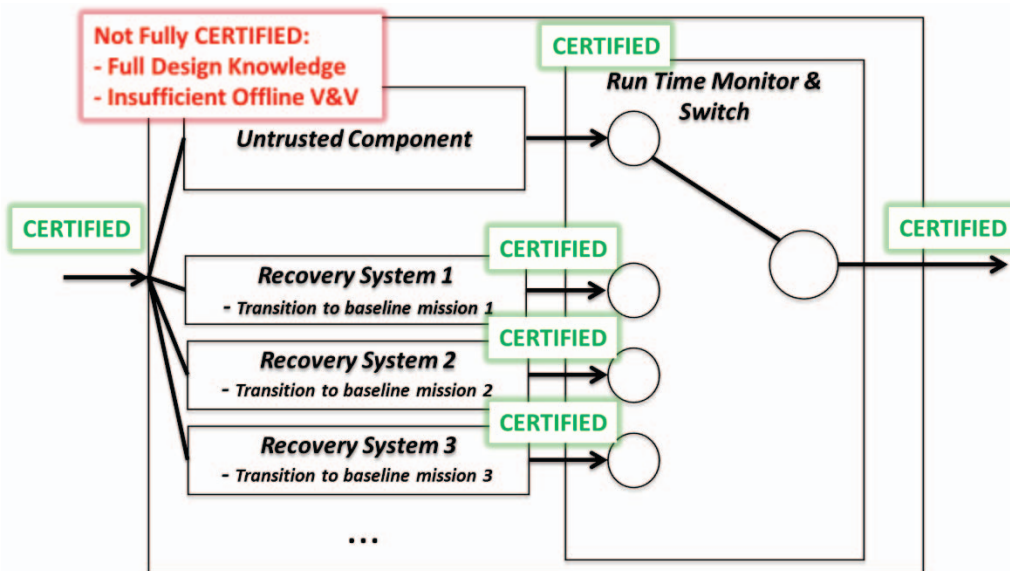 Not Fully CERTIFIED:
- Full Design Knowledge
- Insufficient Offline V&V
CERTIFIED
Run Time Monitor &
Switch
Untrusted Component
CERTIFIED
CERTIFIED
CERTIFIED
Recovery System 1
- Transition to baseline mission 1
CERTIFIED
Recovery System 2
- Transition to baseline mission 2
CERTIFIED
Recovery System 3
- Transition to baseline mission 3
...